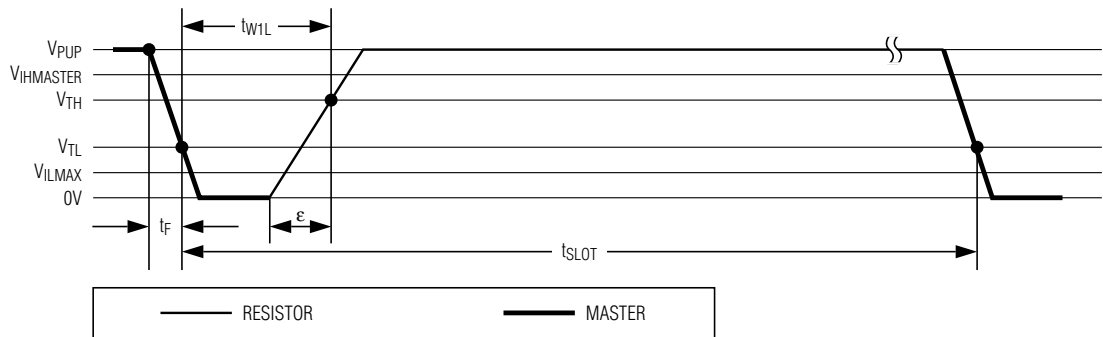 tW1L
VPUP
VIHMASTER
VTH
VTL
VILMAX
0V
tF
ε
tSLOT
RESISTOR
MASTER